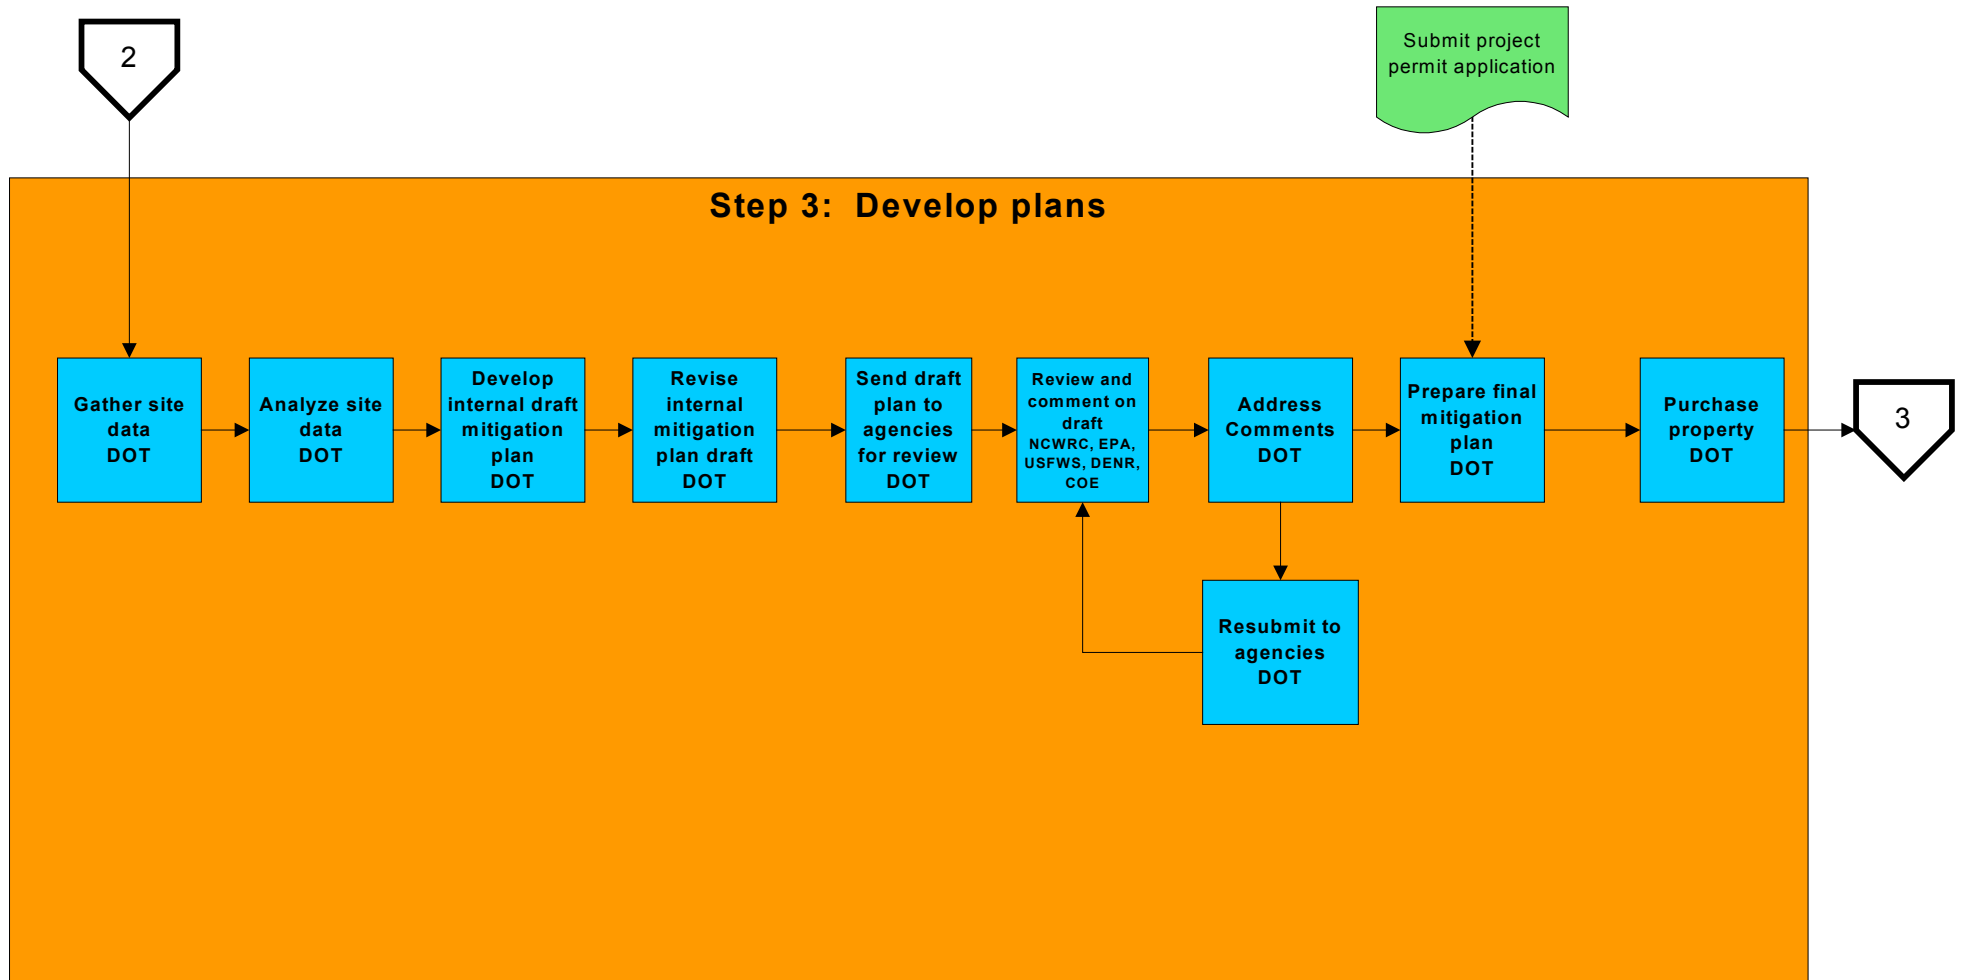 2
Submit project
permit application
Step 3: Develop plans
Gather site
data
DOT
Analyze site
data
DOT
Develop
internal draft
mitigation
plan
DOT
Revise
internal
mitigation
plan draft
DOT
Send draft
plan to
agencies
for review
DOT
Review and
comment on
draft
NCWRC, EPA,
USFWS, DENR,
COE
Address
Comments
DOT
Prepare final
mitigation
plan
DOT
Purchase
property
DOT
3
Resubmit to
agencies
DOT